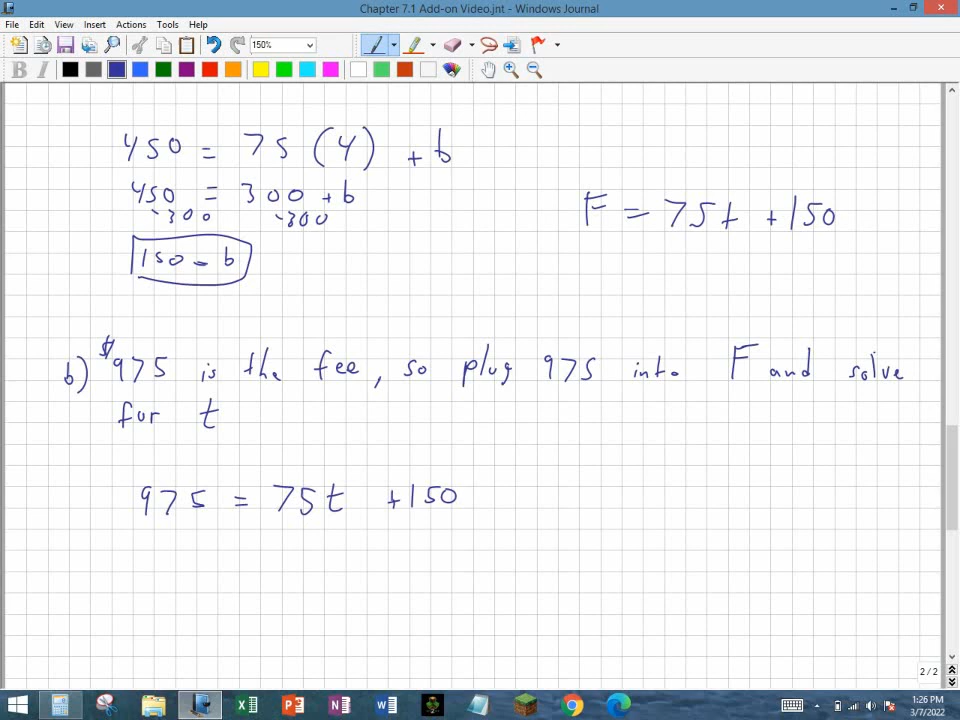 Chapter 7.1 Add-on Video.jnt - Windows Journal
File Edit View Insert Actions Tools Help
150%
B I
450 = 75 (4) + b
450 = 300 + b
-300 -300
150 = b
F = 75t + 150
b) $975 is the fee, so plug 975 into F and solve
for t
975 = 75t + 150
2 / 2
1:26 PM
3/7/2022